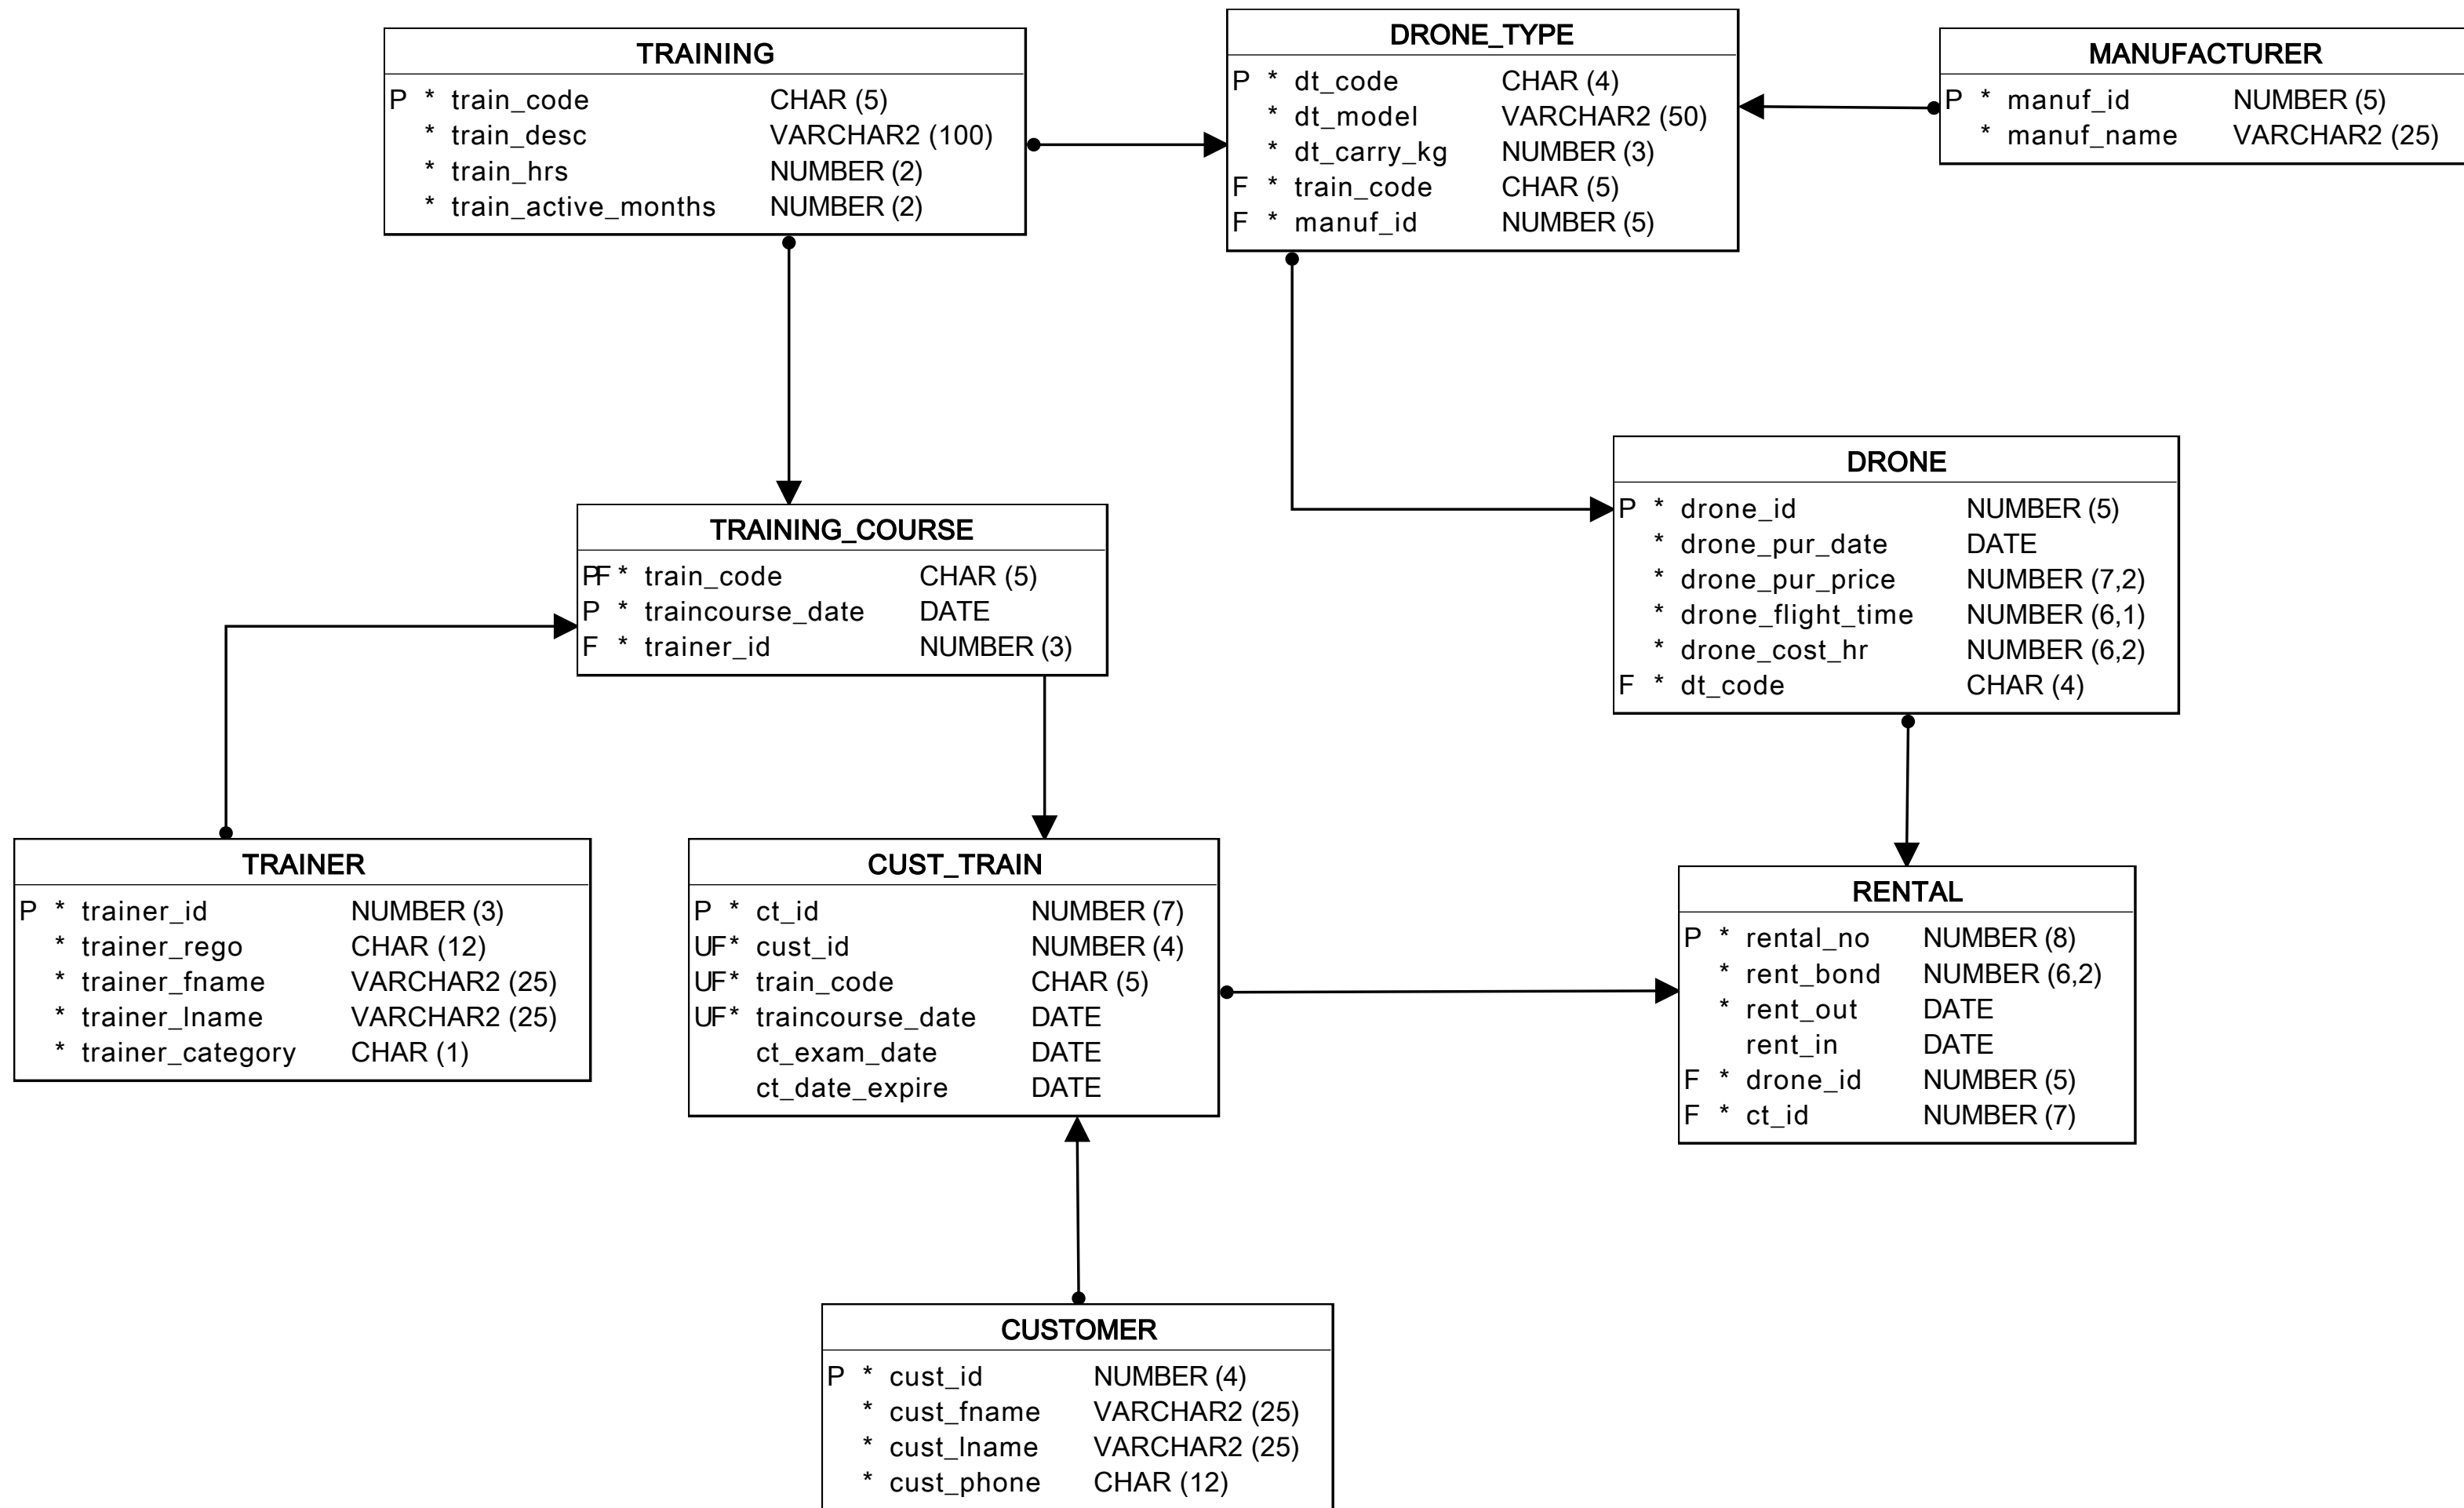 TRAINING
P * train_code CHAR (5)
* train_desc VARCHAR2 (100)
* train_hrs NUMBER (2)
* train_active_months NUMBER (2)
DRONE_TYPE
P * dt_code CHAR (4)
* dt_model VARCHAR2 (50)
* dt_carry_kg NUMBER (3)
F * train_code CHAR (5)
F * manuf_id NUMBER (5)
MANUFACTURER
P * manuf_id NUMBER (5)
* manuf_name VARCHAR2 (25)
DRONE
P * drone_id NUMBER (5)
* drone_pur_date DATE
* drone_pur_price NUMBER (7,2)
* drone_flight_time NUMBER (6,1)
* drone_cost_hr NUMBER (6,2)
F * dt_code CHAR (4)
TRAINING_COURSE
PF * train_code CHAR (5)
P * traincourse_date DATE
F * trainer_id NUMBER (3)
TRAINER
P * trainer_id NUMBER (3)
* trainer_rego CHAR (12)
* trainer_fname VARCHAR2 (25)
* trainer_lname VARCHAR2 (25)
* trainer_category CHAR (1)
CUST_TRAIN
P * ct_id NUMBER (7)
UF * cust_id NUMBER (4)
UF * train_code CHAR (5)
UF * traincourse_date DATE
ct_exam_date DATE
ct_date_expire DATE
RENTAL
P * rental_no NUMBER (8)
* rent_bond NUMBER (6,2)
* rent_out DATE
rent_in DATE
F * drone_id NUMBER (5)
F * ct_id NUMBER (7)
CUSTOMER
P * cust_id NUMBER (4)
* cust_fname VARCHAR2 (25)
* cust_lname VARCHAR2 (25)
* cust_phone CHAR (12)